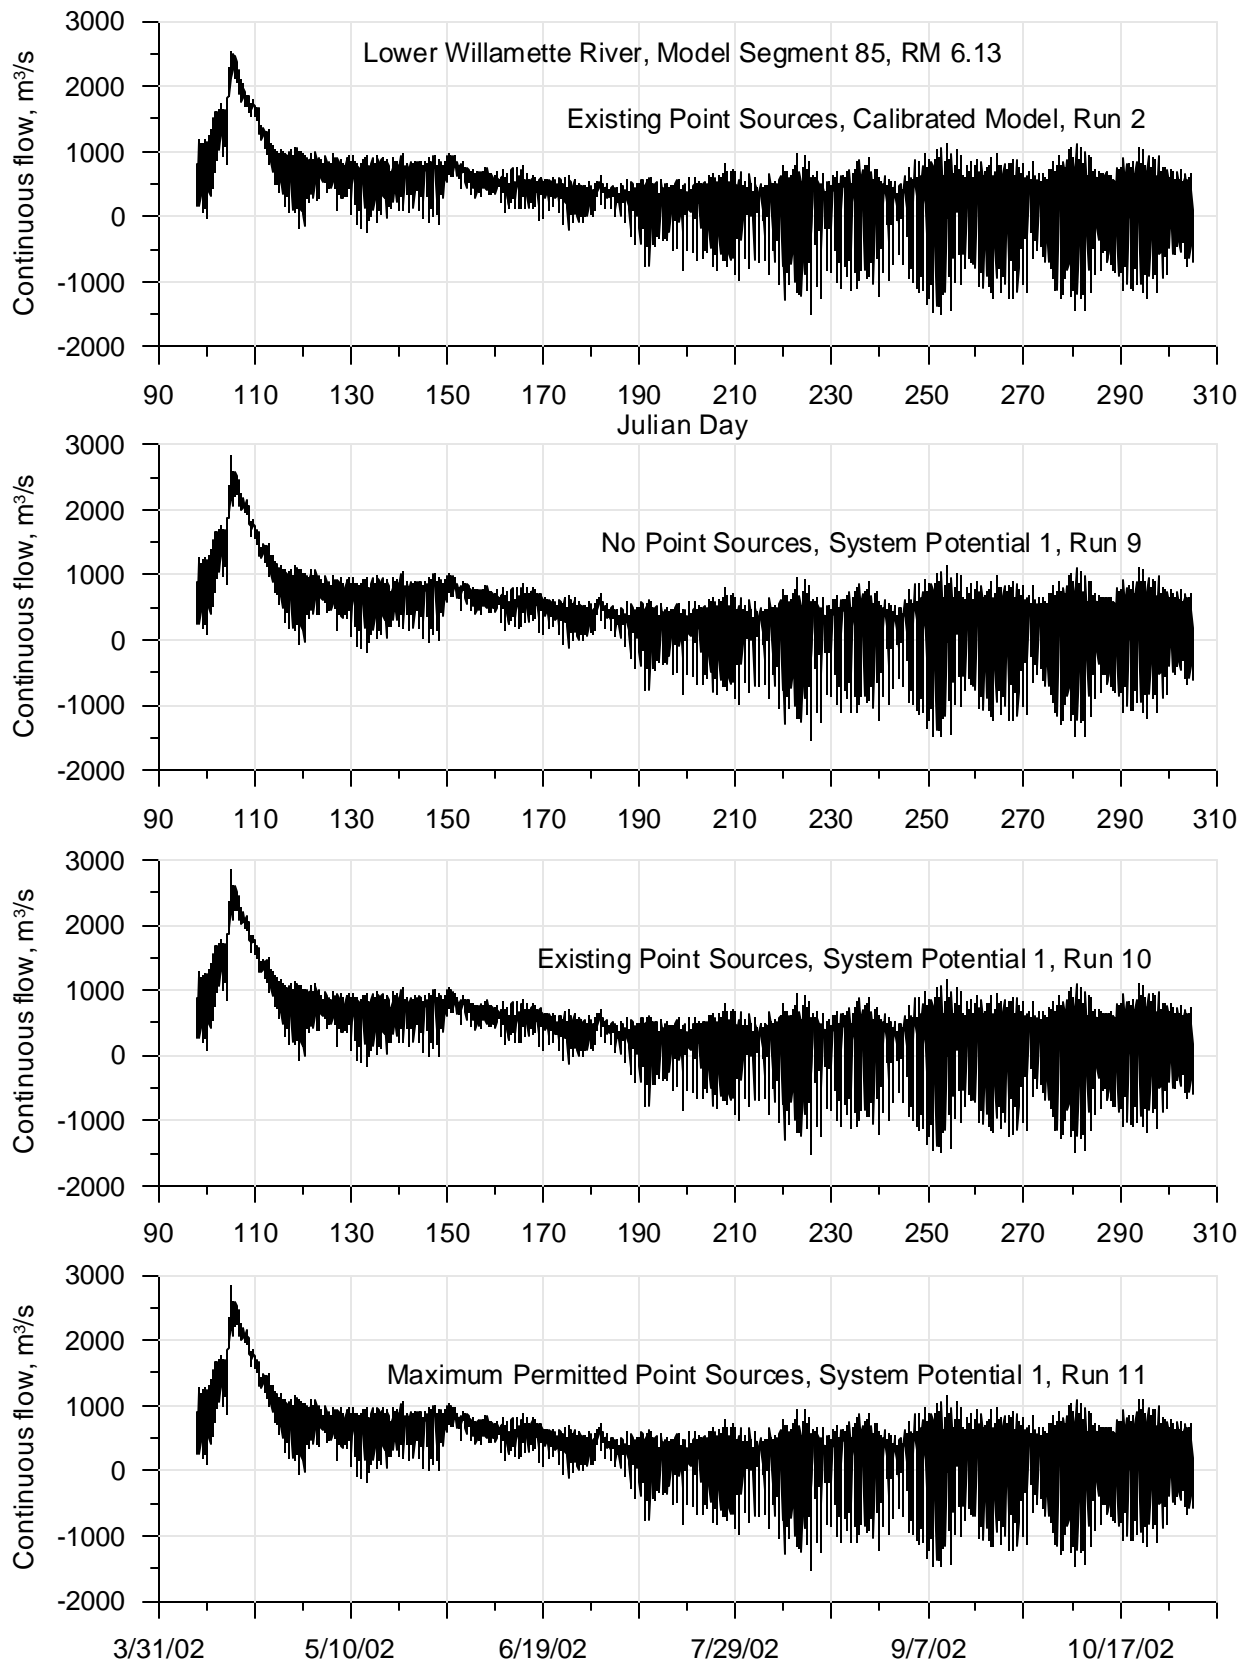 Lower Willamette River, Model Segment 85, RM 6.13
Existing Point Sources, Calibrated Model, Run 2
Continuous flow, m³/s
3000
2000
1000
0
-1000
-2000
90 110 130 150 170 190 210 230 250 270 290 310
Julian Day
No Point Sources, System Potential 1, Run 9
Continuous flow, m³/s
3000
2000
1000
0
-1000
-2000
90 110 130 150 170 190 210 230 250 270 290 310
Existing Point Sources, System Potential 1, Run 10
Continuous flow, m³/s
3000
2000
1000
0
-1000
-2000
90 110 130 150 170 190 210 230 250 270 290 310
Maximum Permitted Point Sources, System Potential 1, Run 11
Continuous flow, m³/s
3000
2000
1000
0
-1000
-2000
3/31/02 5/10/02 6/19/02 7/29/02 9/7/02 10/17/02